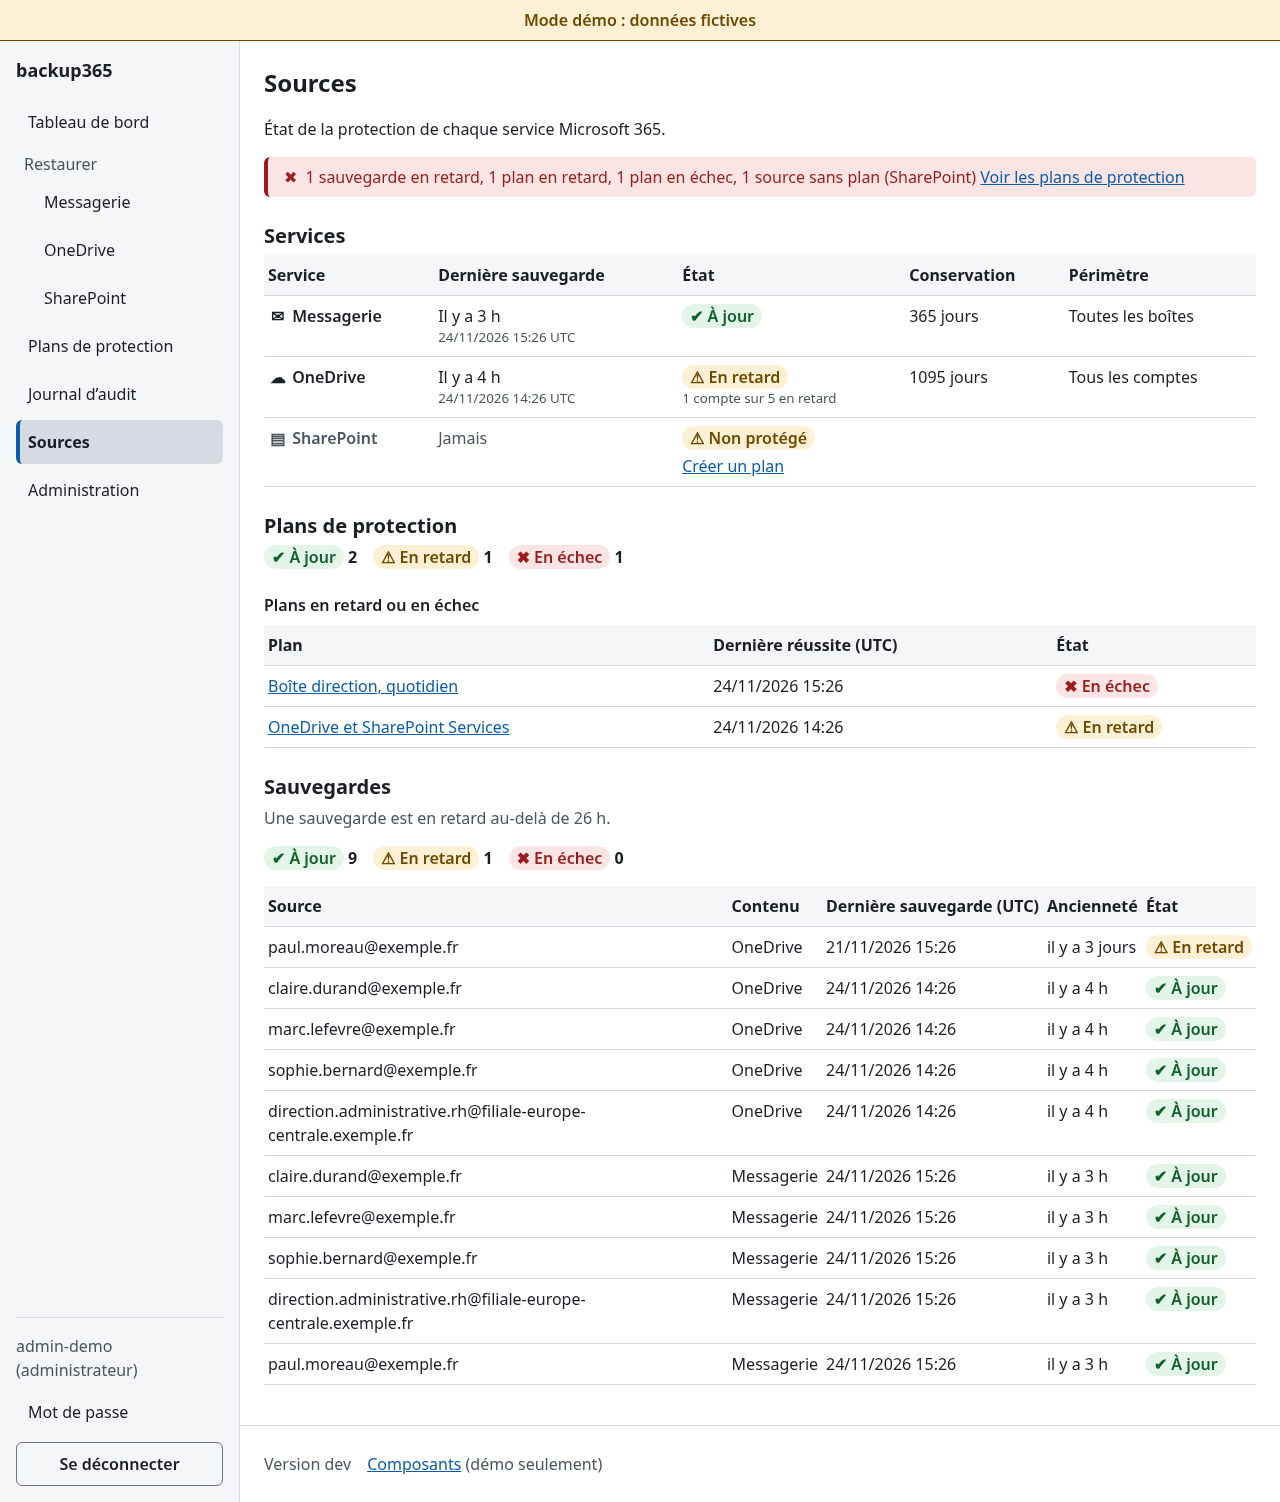 Mode démo : données fictives
backup365
Tableau de bord
Restaurer
Messagerie
OneDrive
SharePoint
Plans de protection
Journal d’audit
Sources
Administration
admin-demo
(administrateur)
Mot de passe
Se déconnecter
Sources
État de la protection de chaque service Microsoft 365.
✖ 1 sauvegarde en retard, 1 plan en retard, 1 plan en échec, 1 source sans plan (SharePoint) Voir les plans de protection
Services
Service Dernière sauvegarde État Conservation Périmètre
✉ Messagerie Il y a 3 h ✔ À jour 365 jours Toutes les boîtes
24/11/2026 15:26 UTC
☁ OneDrive Il y a 4 h ⚠ En retard 1095 jours Tous les comptes
24/11/2026 14:26 UTC 1 compte sur 5 en retard
▤ SharePoint Jamais ⚠ Non protégé
Créer un plan
Plans de protection
✔ À jour 2 ⚠ En retard 1 ✖ En échec 1
Plans en retard ou en échec
Plan Dernière réussite (UTC) État
Boîte direction, quotidien 24/11/2026 15:26 ✖ En échec
OneDrive et SharePoint Services 24/11/2026 14:26 ⚠ En retard
Sauvegardes
Une sauvegarde est en retard au-delà de 26 h.
✔ À jour 9 ⚠ En retard 1 ✖ En échec 0
Source Contenu Dernière sauvegarde (UTC) Ancienneté État
paul.moreau@exemple.fr OneDrive 21/11/2026 15:26 il y a 3 jours ⚠ En retard
claire.durand@exemple.fr OneDrive 24/11/2026 14:26 il y a 4 h ✔ À jour
marc.lefevre@exemple.fr OneDrive 24/11/2026 14:26 il y a 4 h ✔ À jour
sophie.bernard@exemple.fr OneDrive 24/11/2026 14:26 il y a 4 h ✔ À jour
direction.administrative.rh@filiale-europe- OneDrive 24/11/2026 14:26 il y a 4 h ✔ À jour
centrale.exemple.fr
claire.durand@exemple.fr Messagerie 24/11/2026 15:26 il y a 3 h ✔ À jour
marc.lefevre@exemple.fr Messagerie 24/11/2026 15:26 il y a 3 h ✔ À jour
sophie.bernard@exemple.fr Messagerie 24/11/2026 15:26 il y a 3 h ✔ À jour
direction.administrative.rh@filiale-europe- Messagerie 24/11/2026 15:26 il y a 3 h ✔ À jour
centrale.exemple.fr
paul.moreau@exemple.fr Messagerie 24/11/2026 15:26 il y a 3 h ✔ À jour
Version dev Composants (démo seulement)